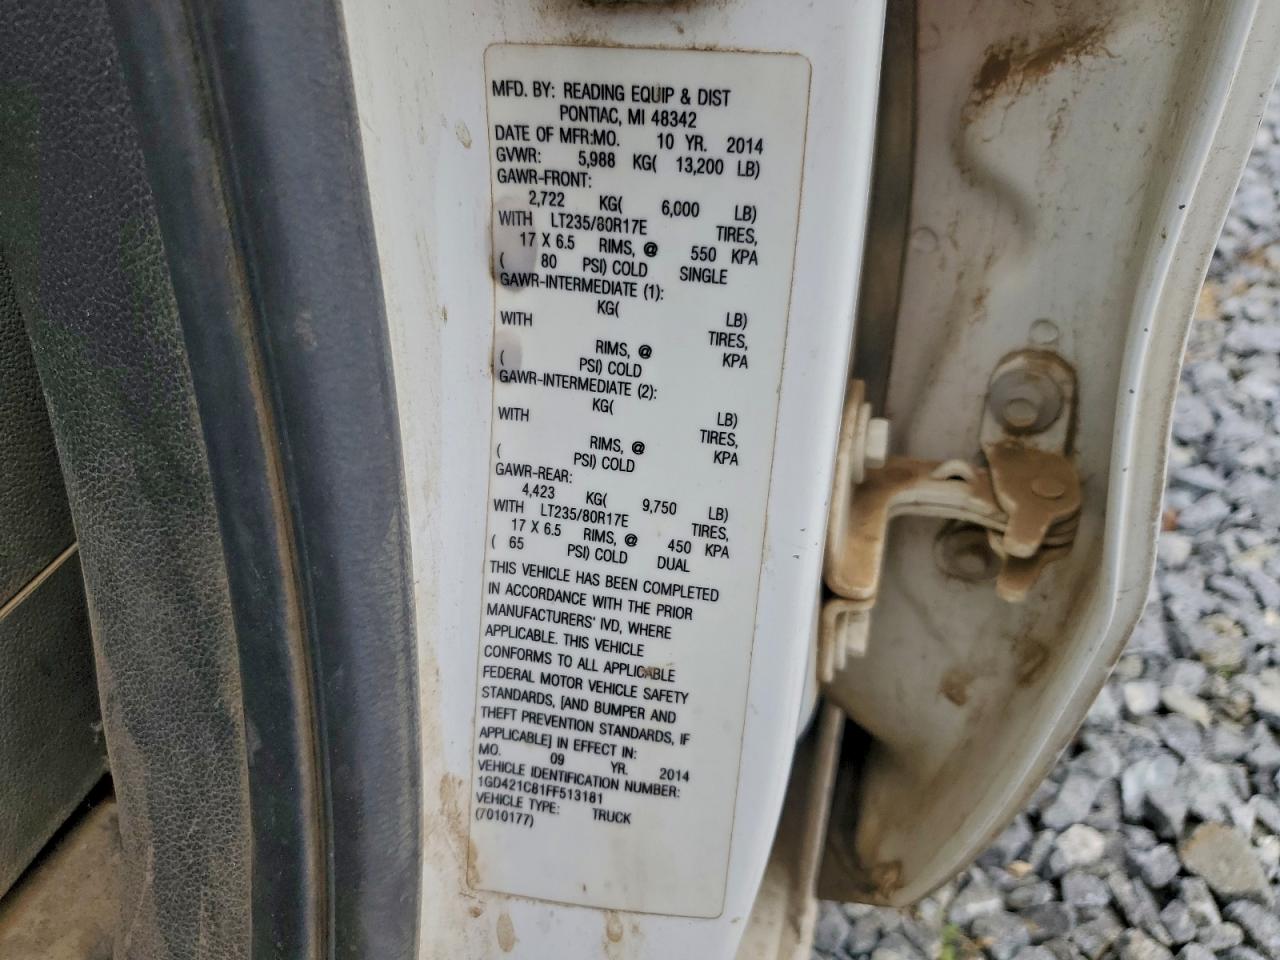 MFD. BY: READING EQUIP & DIST
PONTIAC, MI 48342
DATE OF MFR:MO. 10 YR. 2014
GVWR: 5,988 KG( 13,200 LB)
GAWR-FRONT:
2,722 KG( 6,000 LB)
WITH LT235/80R17E TIRES,
17 X 6.5 RIMS, @ 550 KPA
( 80 PSI) COLD SINGLE
GAWR-INTERMEDIATE (1):
KG( LB)
WITH TIRES,
RIMS, @ KPA
( PSI) COLD
GAWR-INTERMEDIATE (2):
KG( LB)
WITH TIRES,
RIMS, @ KPA
( PSI) COLD
GAWR-REAR:
4,423 KG( 9,750 LB)
WITH LT235/80R17E TIRES,
17 X 6.5 RIMS, @ 450 KPA
( 65 PSI) COLD DUAL
THIS VEHICLE HAS BEEN COMPLETED
IN ACCORDANCE WITH THE PRIOR
MANUFACTURERS' IVD, WHERE
APPLICABLE. THIS VEHICLE
CONFORMS TO ALL APPLICABLE
FEDERAL MOTOR VEHICLE SAFETY
STANDARDS, [AND BUMPER AND
THEFT PREVENTION STANDARDS, IF
APPLICABLE] IN EFFECT IN:
MO. 09 YR. 2014
VEHICLE IDENTIFICATION NUMBER:
1GD421C81FF513181
VEHICLE TYPE: TRUCK
(7010177)